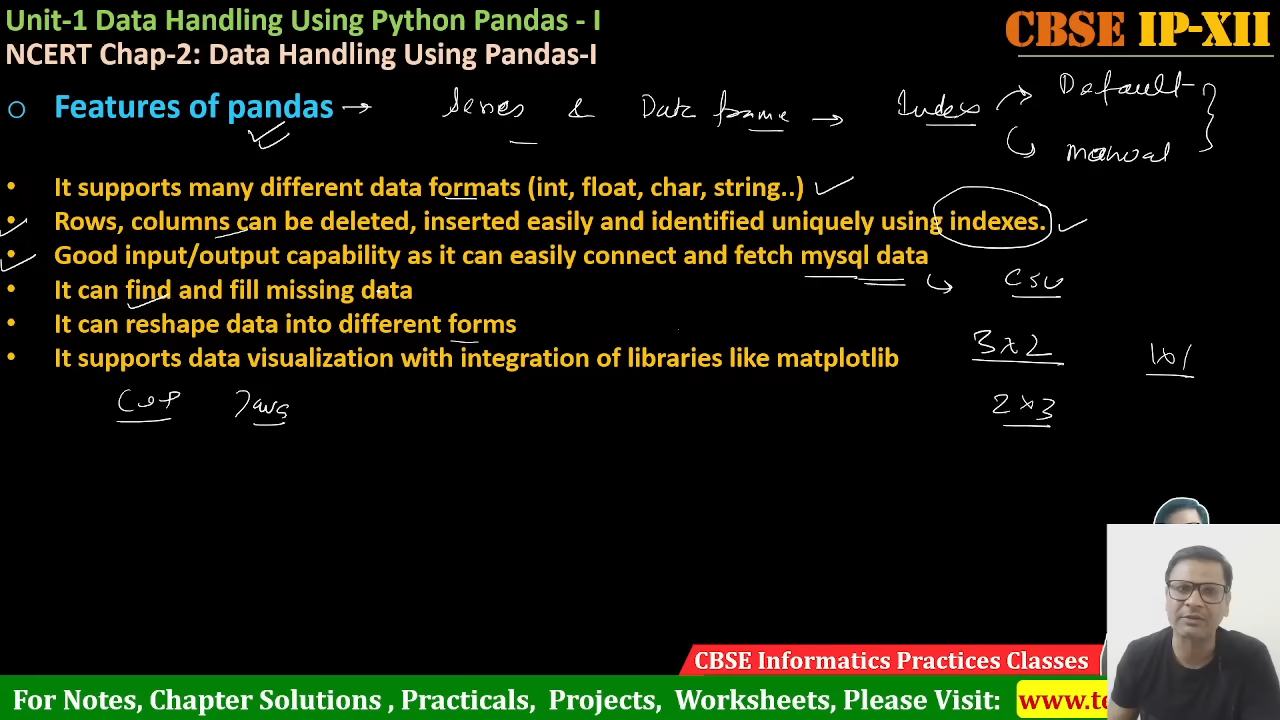 Unit-1 Data Handling Using Python Pandas - I
CBSE IP-XII
NCERT Chap-2: Data Handling Using Pandas-I
Features of pandas → Series & Data frame → Index
Default
manual
It supports many different data formats (int, float, char, string..)
Rows, columns can be deleted, inserted easily and identified uniquely using indexes.
Good input/output capability as it can easily connect and fetch mysql data
CSV
It can find and fill missing data
It can reshape data into different forms
3x2
It supports data visualization with integration of libraries like matplotlib
C++ Java
2x3
CBSE Informatics Practices Classes
For Notes, Chapter Solutions , Practicals, Projects, Worksheets, Please Visit: www.te